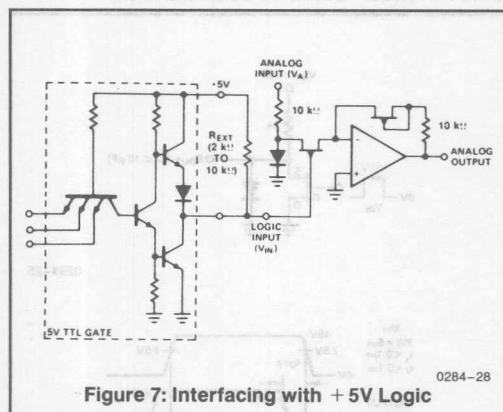 ANALOG
INPUT (VA)
+5V
10 kΩ
REXT
(2 kΩ
TO
10 kΩ)
10 kΩ
-
+
ANALOG
OUTPUT
LOGIC
INPUT
(VIN)
5V TTL GATE
0284-28
Figure 7: Interfacing with +5V Logic